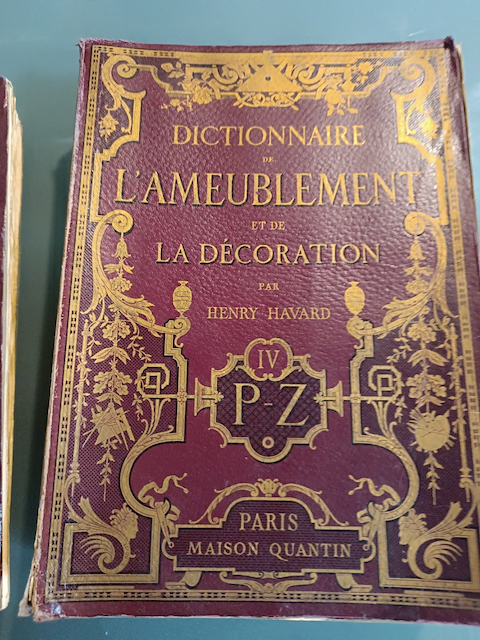 DICTIONNAIRE
DE
L'AMEUBLEMENT
ET DE
LA DÉCORATION
PAR
HENRY HAVARD
IV
P-Z
PARIS
MAISON QUANTIN